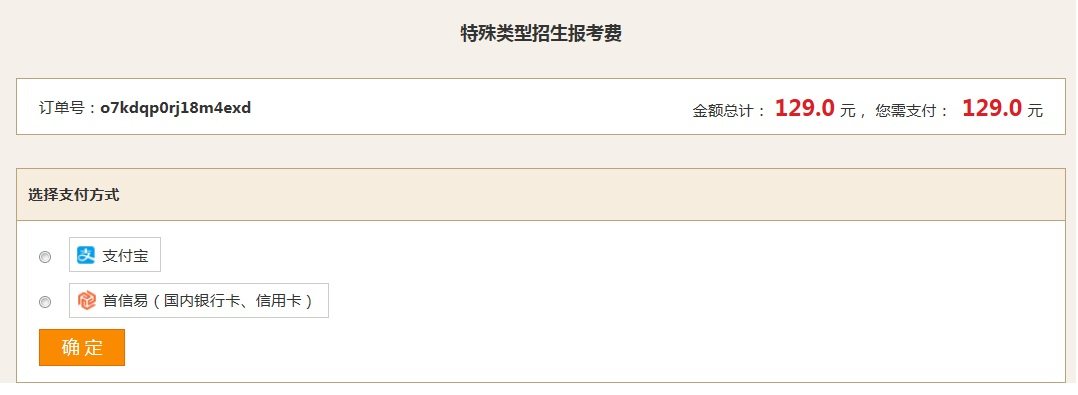 特殊类型招生报考费
订单号：o7kdqp0rj18m4exd 金额总计： 129.0 元， 您需支付： 129.0 元
选择支付方式
支 支付宝
首信易（国内银行卡、信用卡）
确 定